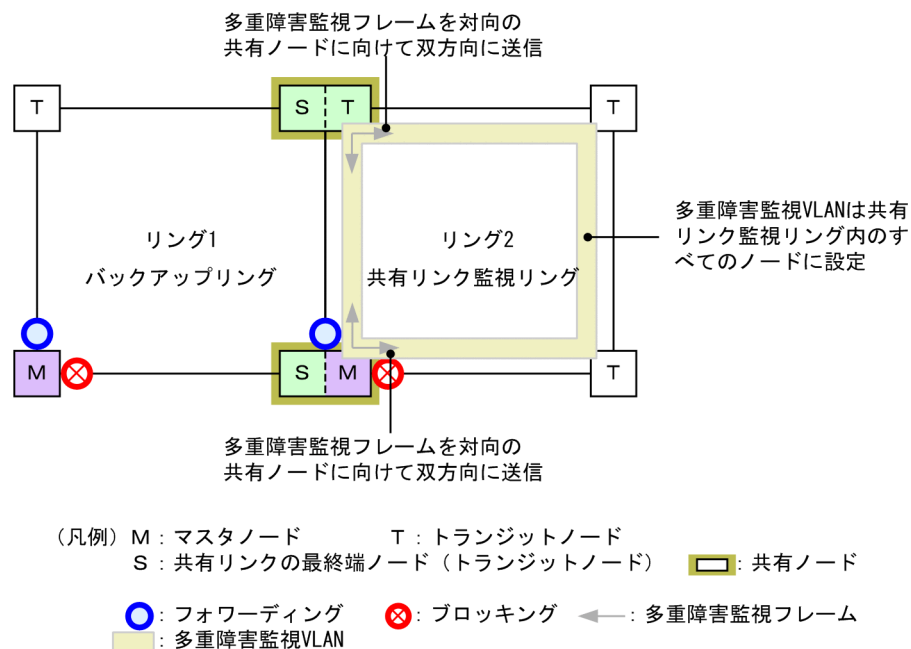 多重障害監視フレームを対向の
共有ノードに向けて双方向に送信
T
S T
T
リング1
バックアップリング
リング2
共有リンク監視リング
多重障害監視VLANは共有
リンク監視リング内のす
べてのノードに設定
M
S M
T
多重障害監視フレームを対向の
共有ノードに向けて双方向に送信
(凡例) M：マスタノード T：トランジットノード
S：共有リンクの最終端ノード(トランジットノード) ：共有ノード
：フォワーディング ：ブロッキング ：多重障害監視フレーム
：多重障害監視VLAN